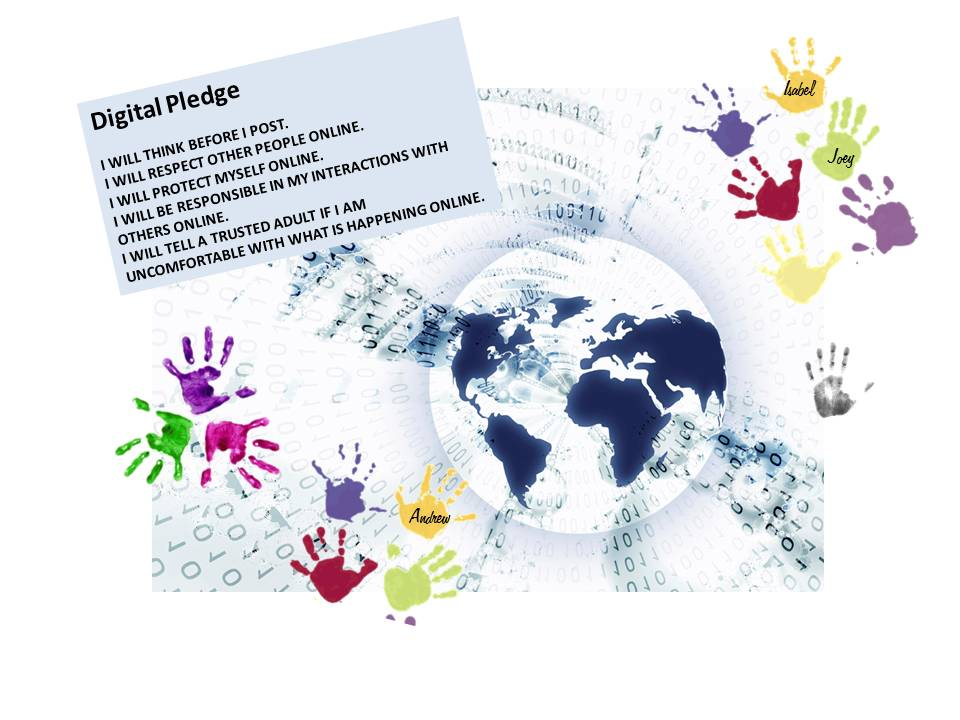 Digital Pledge
I WILL THINK BEFORE I POST.
I WILL RESPECT OTHER PEOPLE ONLINE.
I WILL PROTECT MYSELF ONLINE.
I WILL BE RESPONSIBLE IN MY INTERACTIONS WITH
OTHERS ONLINE.
I WILL TELL A TRUSTED ADULT IF I AM
UNCOMFORTABLE WITH WHAT IS HAPPENING ONLINE.
Isabel
Joey
Andrew